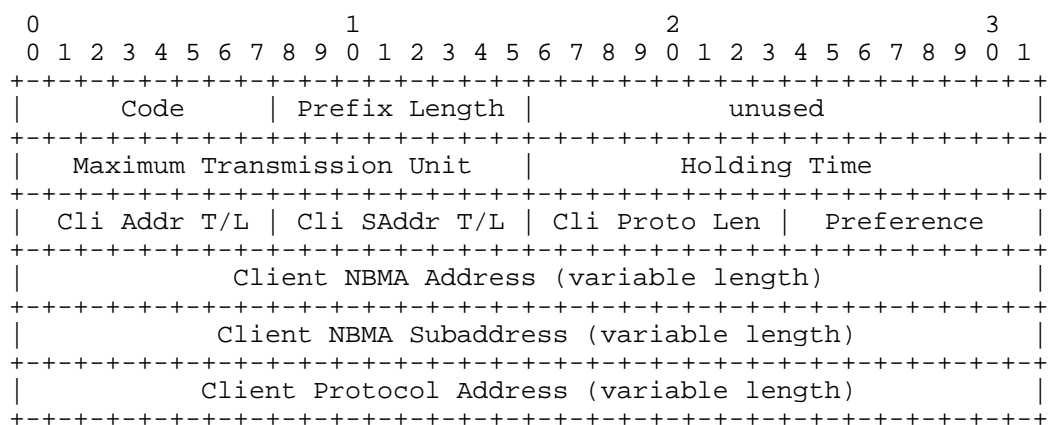 0                   1                   2                   3
 0 1 2 3 4 5 6 7 8 9 0 1 2 3 4 5 6 7 8 9 0 1 2 3 4 5 6 7 8 9 0 1
+-+-+-+-+-+-+-+-+-+-+-+-+-+-+-+-+-+-+-+-+-+-+-+-+-+-+-+-+-+-+-+-+
|      Code     | Prefix Length |            unused             |
+-+-+-+-+-+-+-+-+-+-+-+-+-+-+-+-+-+-+-+-+-+-+-+-+-+-+-+-+-+-+-+-+
|   Maximum Transmission Unit   |         Holding Time          |
+-+-+-+-+-+-+-+-+-+-+-+-+-+-+-+-+-+-+-+-+-+-+-+-+-+-+-+-+-+-+-+-+
|  Cli Addr T/L | Cli SAddr T/L | Cli Proto Len |  Preference   |
+-+-+-+-+-+-+-+-+-+-+-+-+-+-+-+-+-+-+-+-+-+-+-+-+-+-+-+-+-+-+-+-+
|             Client NBMA Address (variable length)             |
+-+-+-+-+-+-+-+-+-+-+-+-+-+-+-+-+-+-+-+-+-+-+-+-+-+-+-+-+-+-+-+-+
|            Client NBMA Subaddress (variable length)           |
+-+-+-+-+-+-+-+-+-+-+-+-+-+-+-+-+-+-+-+-+-+-+-+-+-+-+-+-+-+-+-+-+
|           Client Protocol Address (variable length)           |
+-+-+-+-+-+-+-+-+-+-+-+-+-+-+-+-+-+-+-+-+-+-+-+-+-+-+-+-+-+-+-+-+